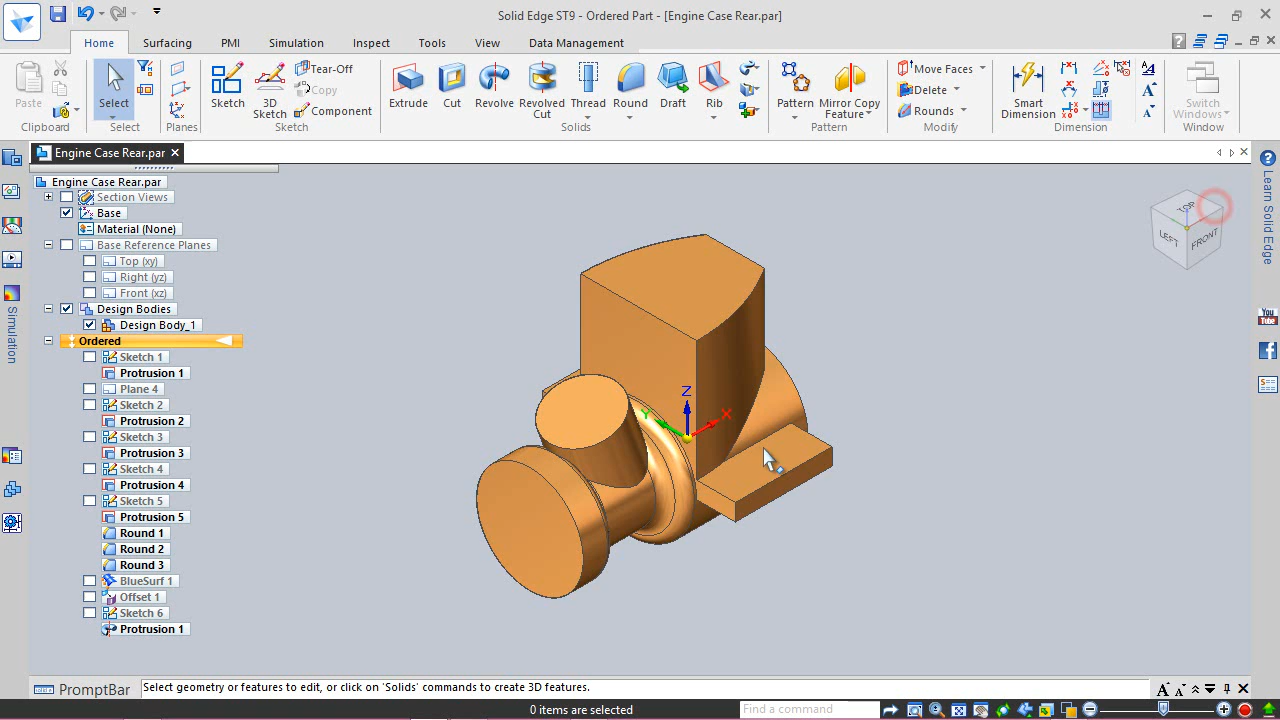 Solid Edge ST9 - Ordered Part - [Engine Case Rear.par]
Home Surfacing PMI Simulation Inspect Tools View Data Management
Paste
Clipboard
Select
Select
Planes
Sketch
3D Sketch
Tear-Off
Copy
Component
Sketch
Extrude
Cut
Revolve
Revolved Cut
Thread
Round
Draft
Rib
Solids
Pattern
Mirror Copy Feature
Pattern
Move Faces
Delete
Rounds
Modify
Smart Dimension
Dimension
Switch Windows
Window
Engine Case Rear.par
Engine Case Rear.par
Section Views
Base
Material (None)
Base Reference Planes
Top (xy)
Right (yz)
Front (xz)
Design Bodies
Design Body_1
Ordered
Sketch 1
Protrusion 1
Plane 4
Sketch 2
Protrusion 2
Sketch 3
Protrusion 3
Sketch 4
Protrusion 4
Sketch 5
Protrusion 5
Round 1
Round 2
Round 3
BlueSurf 1
Offset 1
Sketch 6
Protrusion 1
Simulation
Z
Y
X
TOP
LEFT
FRONT
Learn Solid Edge
You Tube
PromptBar
Select geometry or features to edit, or click on 'Solids' commands to create 3D features.
0 items are selected
Find a command